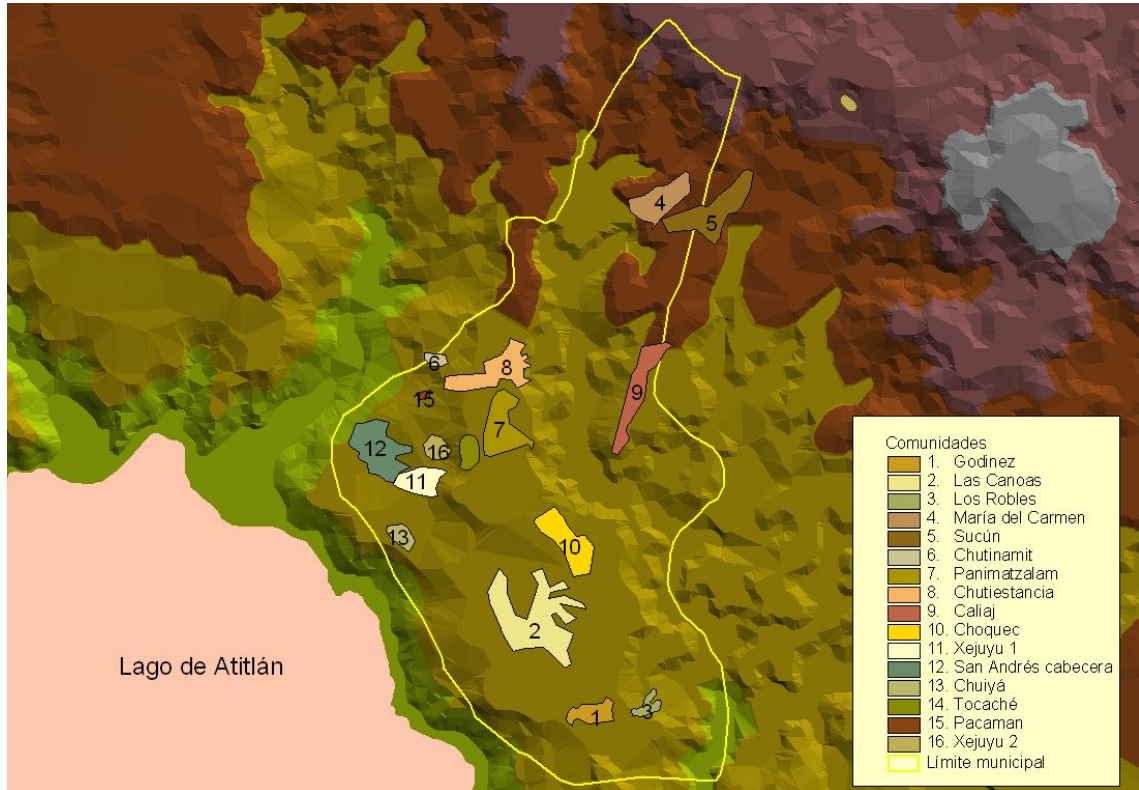 4
5
6
8
9
15
7
12
16
11
13
10
2
Lago de Atitlán
1
3
Comunidades
1. Godinez
2. Las Canoas
3. Los Robles
4. María del Carmen
5. Sucún
6. Chutinamit
7. Panimatzalam
8. Chutiestancia
9. Caliaj
10. Choquec
11. Xejuyu 1
12. San Andrés cabecera
13. Chuiyá
14. Tocaché
15. Pacaman
16. Xejuyu 2
Límite municipal